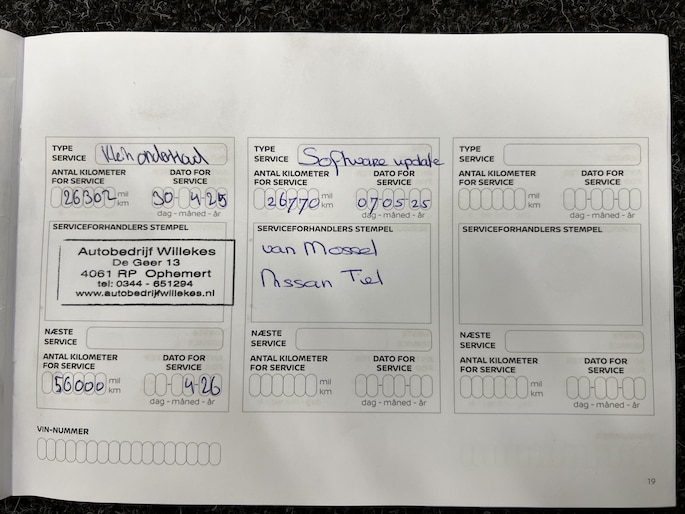 TYPE SERVICE Klein onderhoud
ANTAL KILOMETER FOR SERVICE
26302 mil km
DATO FOR SERVICE
30-4-25
dag - måned - år
SERVICEFORHANDLERS STEMPEL
Autobedrijf Willekes
De Geer 13
4061 RP Ophemert
tel: 0344 - 651294
www.autobedrijfwillekes.nl
NÆSTE SERVICE
ANTAL KILOMETER FOR SERVICE
56000 mil km
DATO FOR SERVICE
4-26
dag - måned - år
TYPE SERVICE Software update
ANTAL KILOMETER FOR SERVICE
26770 mil km
DATO FOR SERVICE
07 05 25
dag - måned - år
SERVICEFORHANDLERS STEMPEL
van Mossel
Nissan Tiel
NÆSTE SERVICE
ANTAL KILOMETER FOR SERVICE
mil km
DATO FOR SERVICE
dag - måned - år
TYPE SERVICE
ANTAL KILOMETER FOR SERVICE
mil km
DATO FOR SERVICE
dag - måned - år
SERVICEFORHANDLERS STEMPEL
NÆSTE SERVICE
ANTAL KILOMETER FOR SERVICE
mil km
DATO FOR SERVICE
dag - måned - år
VIN-NUMMER
19